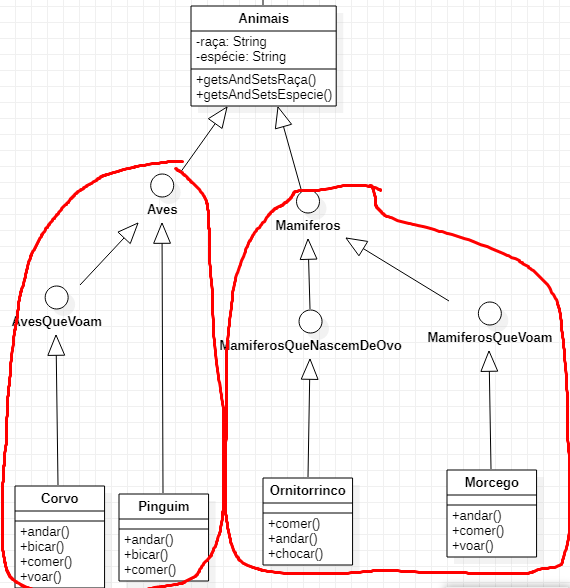 Animais
-raça: String
-espécie: String
+getsAndSetsRaça()
+getsAndSetsEspecie()
Aves
Mamiferos
AvesQueVoam
MamiferosQueNascemDeOvo
MamiferosQueVoam
Corvo
+andar()
+bicar()
+comer()
+voar()
Pinguim
+andar()
+bicar()
+comer()
Ornitorrinco
+comer()
+andar()
+chocar()
Morcego
+andar()
+comer()
+voar()